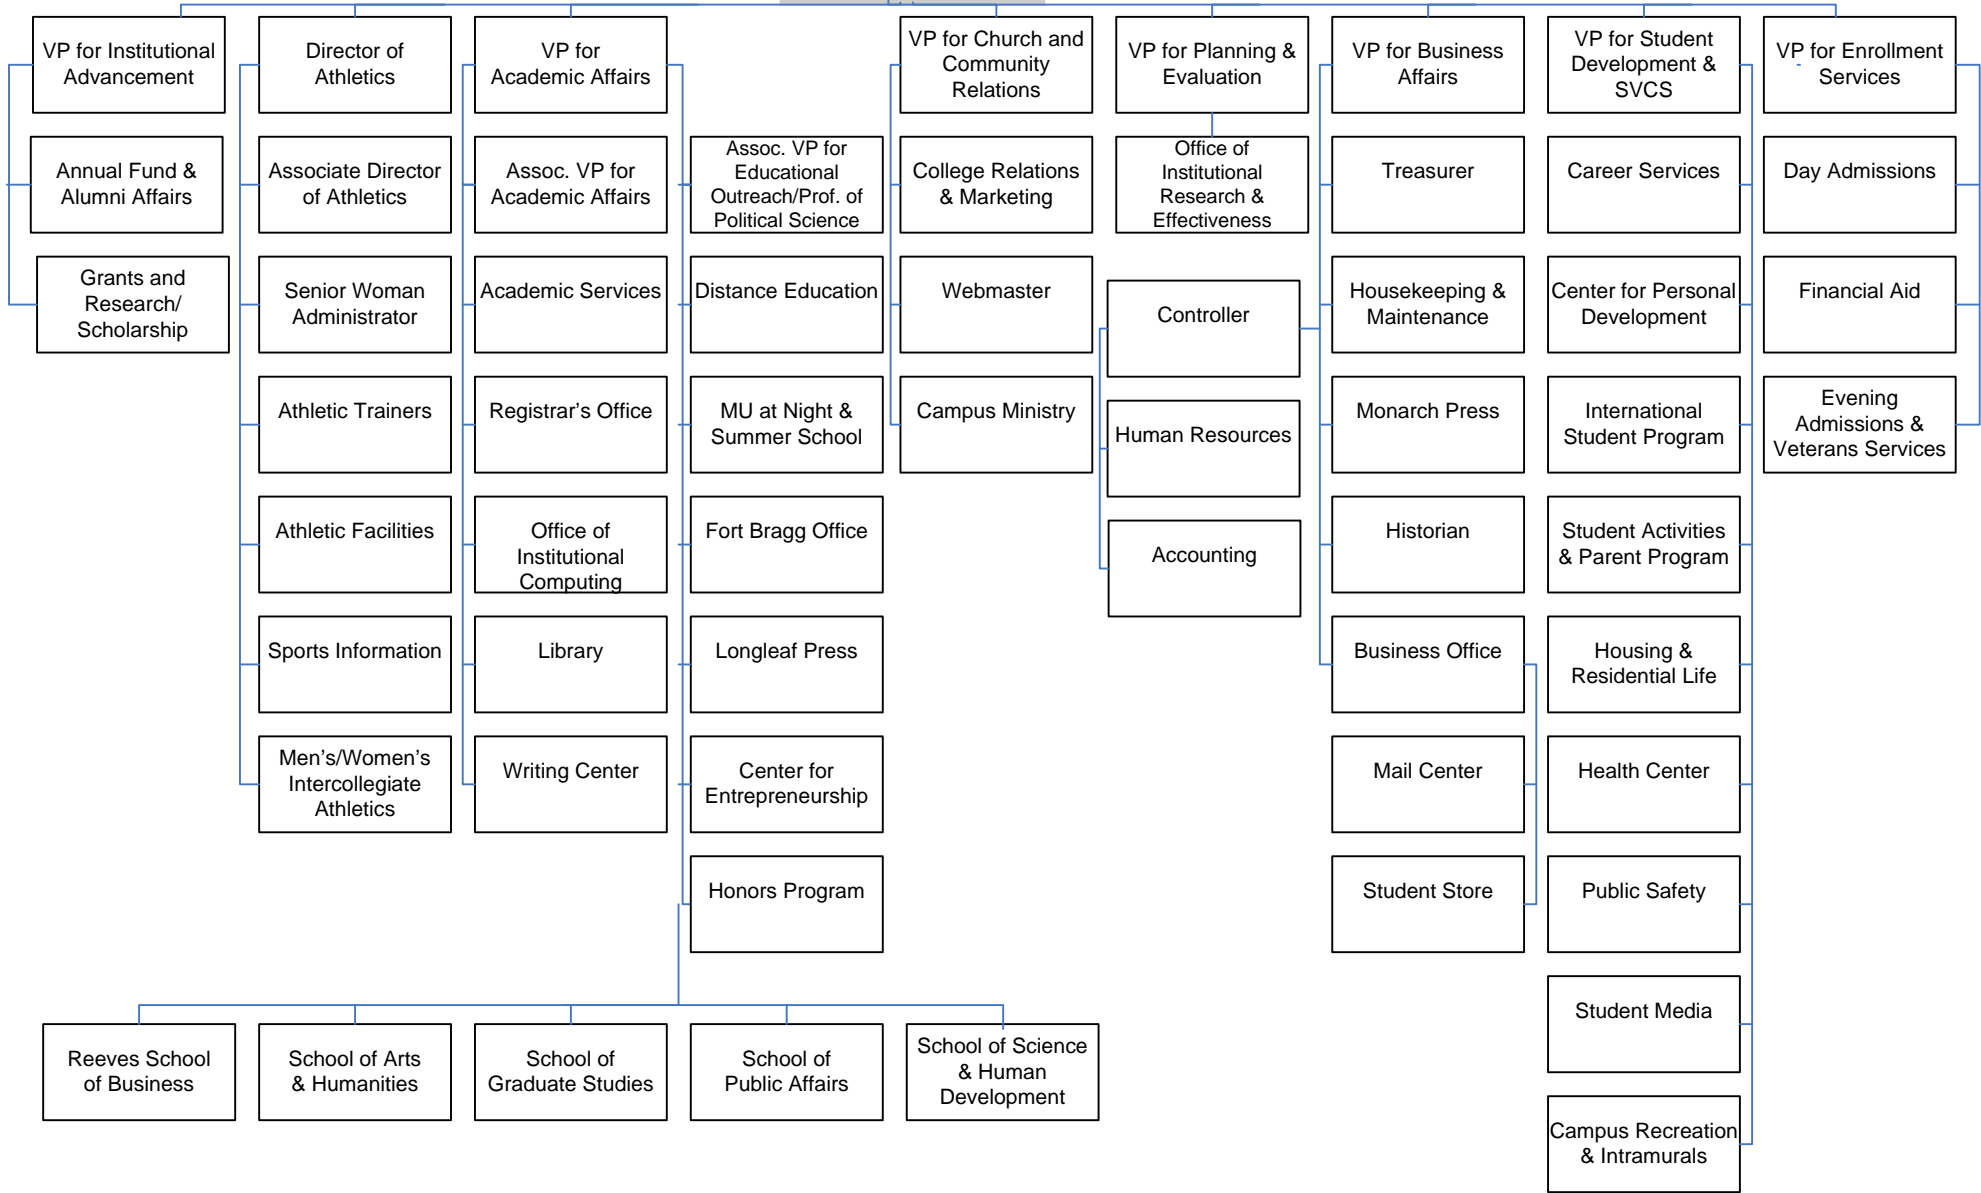 VP for Institutional
Advancement
Director of
Athletics
VP for
Academic Affairs
VP for Church and
Community
Relations
VP for Planning &
Evaluation
VP for Business
Affairs
VP for Student
Development &
SVCS
VP for Enrollment
Services
Annual Fund &
Alumni Affairs
Associate Director
of Athletics
Assoc. VP for
Academic Affairs
Assoc. VP for
Educational
Outreach/Prof. of
Political Science
College Relations
& Marketing
Office of
Institutional
Research &
Effectiveness
Treasurer
Career Services
Day Admissions
Grants and
Research/
Scholarship
Senior Woman
Administrator
Academic Services
Distance Education
Webmaster
Controller
Housekeeping &
Maintenance
Center for Personal
Development
Financial Aid
Athletic Trainers
Registrar’s Office
MU at Night &
Summer School
Campus Ministry
Human Resources
Monarch Press
International
Student Program
Evening
Admissions &
Veterans Services
Athletic Facilities
Office of
Institutional
Computing
Fort Bragg Office
Accounting
Historian
Student Activities
& Parent Program
Sports Information
Library
Longleaf Press
Business Office
Housing &
Residential Life
Men’s/Women’s
Intercollegiate
Athletics
Writing Center
Center for
Entrepreneurship
Mail Center
Health Center
Honors Program
Student Store
Public Safety
Student Media
Reeves School
of Business
School of Arts
& Humanities
School of
Graduate Studies
School of
Public Affairs
School of Science
& Human
Development
Campus Recreation
& Intramurals